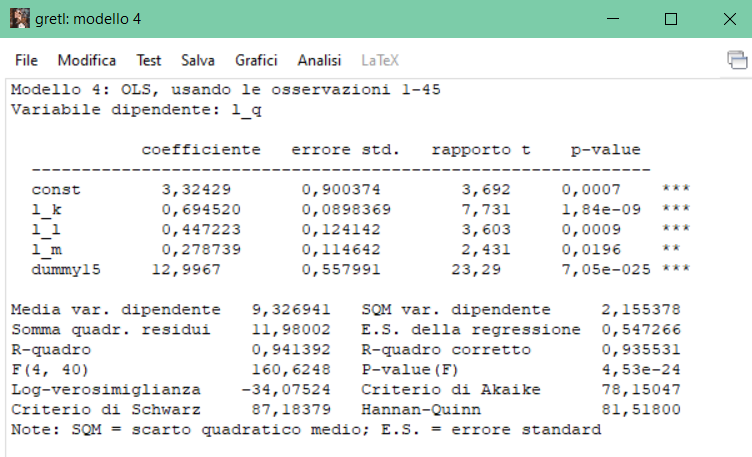 gretl: modello 4
File Modifica Test Salva Grafici Analisi LaTeX
Modello 4: OLS, usando le osservazioni 1-45
Variabile dipendente: l_q
coefficiente errore std. rapporto t p-value
---------------------------------------------------------------
const 3,32429 0,900374 3,692 0,0007 ***
l_k 0,694520 0,0898369 7,731 1,84e-09 ***
l_l 0,447223 0,124142 3,603 0,0009 ***
l_m 0,278739 0,114642 2,431 0,0196 **
dummy15 12,9967 0,557991 23,29 7,05e-025 ***
Media var. dipendente 9,326941 SQM var. dipendente 2,155378
Somma quadr. residui 11,98002 E.S. della regressione 0,547266
R-quadro 0,941392 R-quadro corretto 0,935531
F(4, 40) 160,6248 P-value(F) 4,53e-24
Log-verosimiglianza -34,07524 Criterio di Akaike 78,15047
Criterio di Schwarz 87,18379 Hannan-Quinn 81,51800
Note: SQM = scarto quadratico medio; E.S. = errore standard